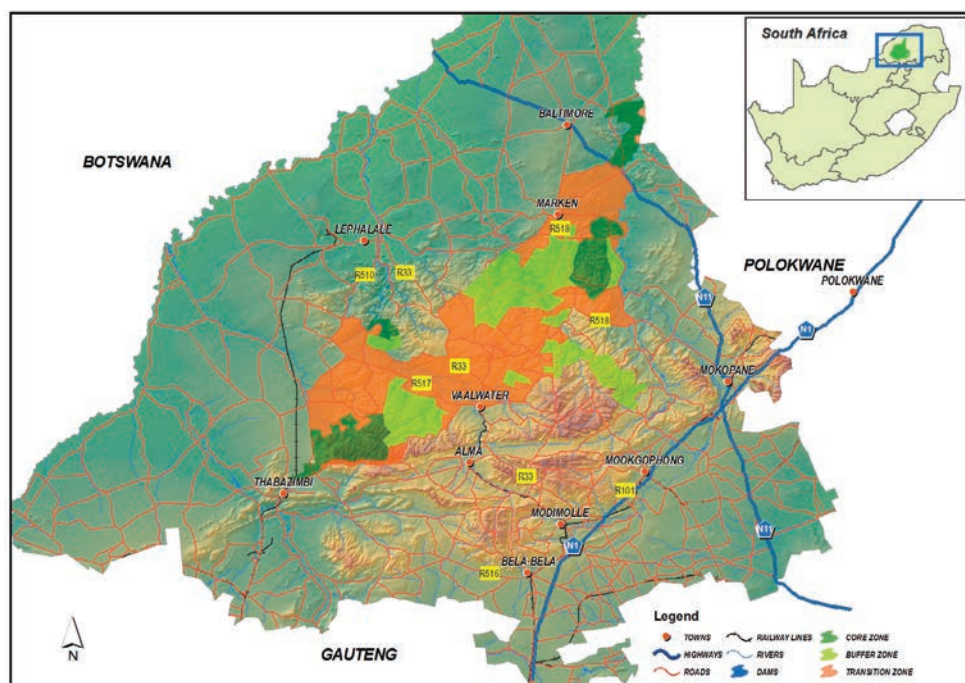 South Africa
BALTIMORE
BOTSWANA
MARKEN
R518
LEPHALALE
R510
R33
POLOKWANE
POLOKWANE
N11
R518
N1
R33
MOKOPANE
R517
VAALWATER
ALMA
MOOKGOPHONG
R33
THABAZIMBI
R101
MODIMOLLE
N11
N1
BELA-BELA
R516
Legend
TOWNS
RAILWAY LINES
CORE ZONE
HIGHWAYS
RIVERS
BUFFER ZONE
ROADS
DAMS
TRANSITION ZONE
N
GAUTENG